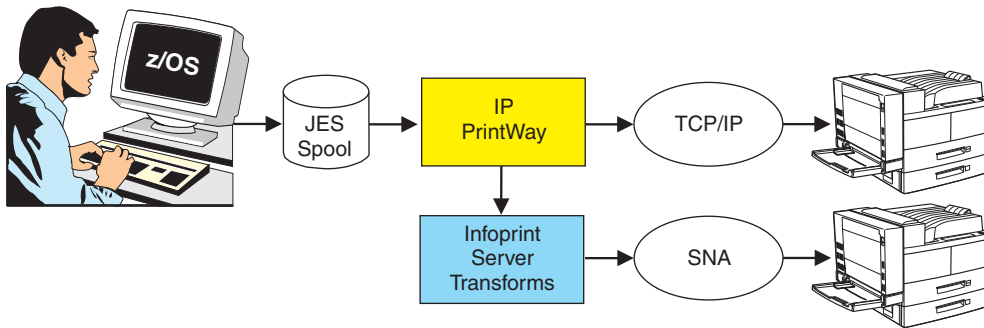 z/OS
JES
Spool
IP
PrintWay
TCP/IP
Infoprint
Server
Transforms
SNA